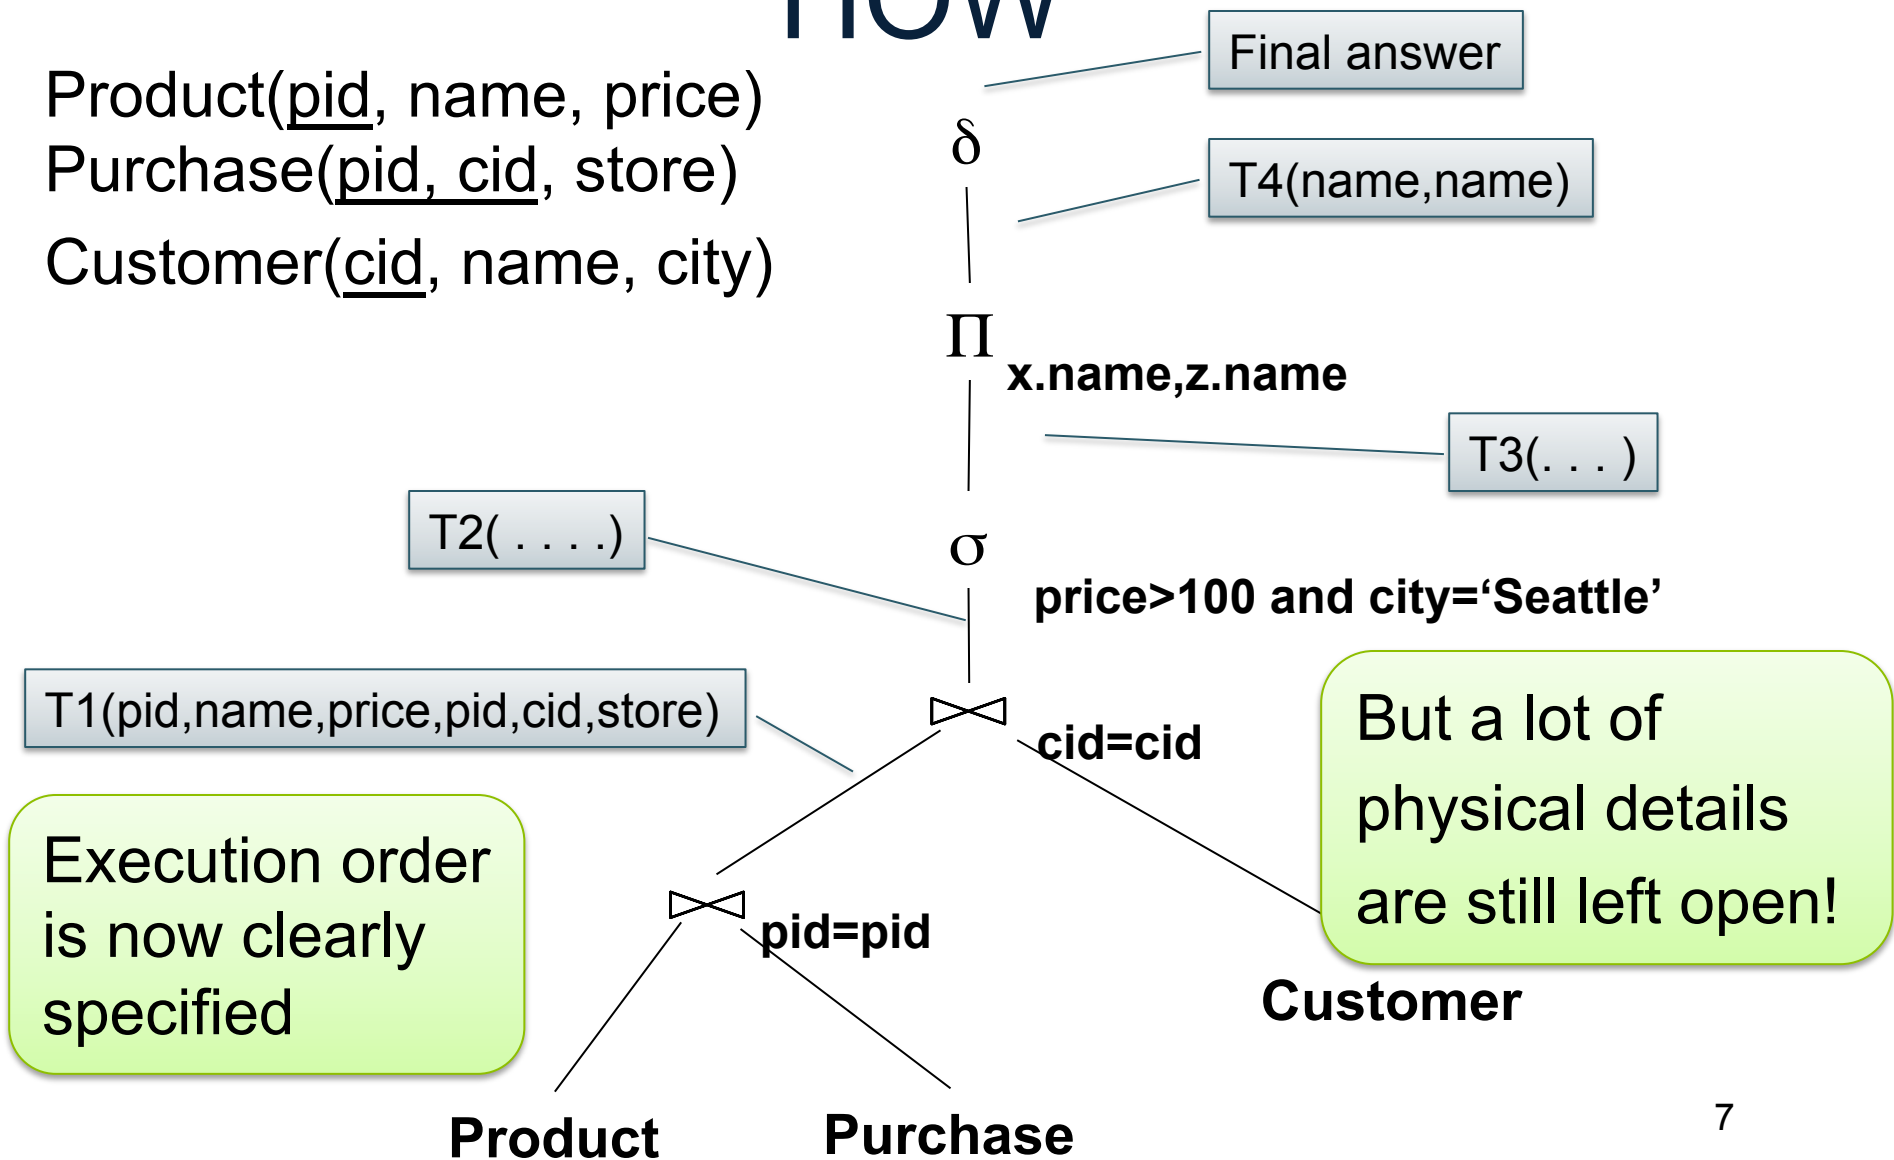 Product(pid, name, price)
Purchase(pid, cid, store)
Customer(cid, name, city)
Final answer
δ
T4(name,name)
Π
x.name,z.name
T3(. . . )
T2( . . . .)
σ
price>100 and city=‘Seattle’
T1(pid,name,price,pid,cid,store)
cid=cid
But a lot of
physical details
are still left open!
Execution order
is now clearly
specified
pid=pid
Customer
Product
Purchase
7